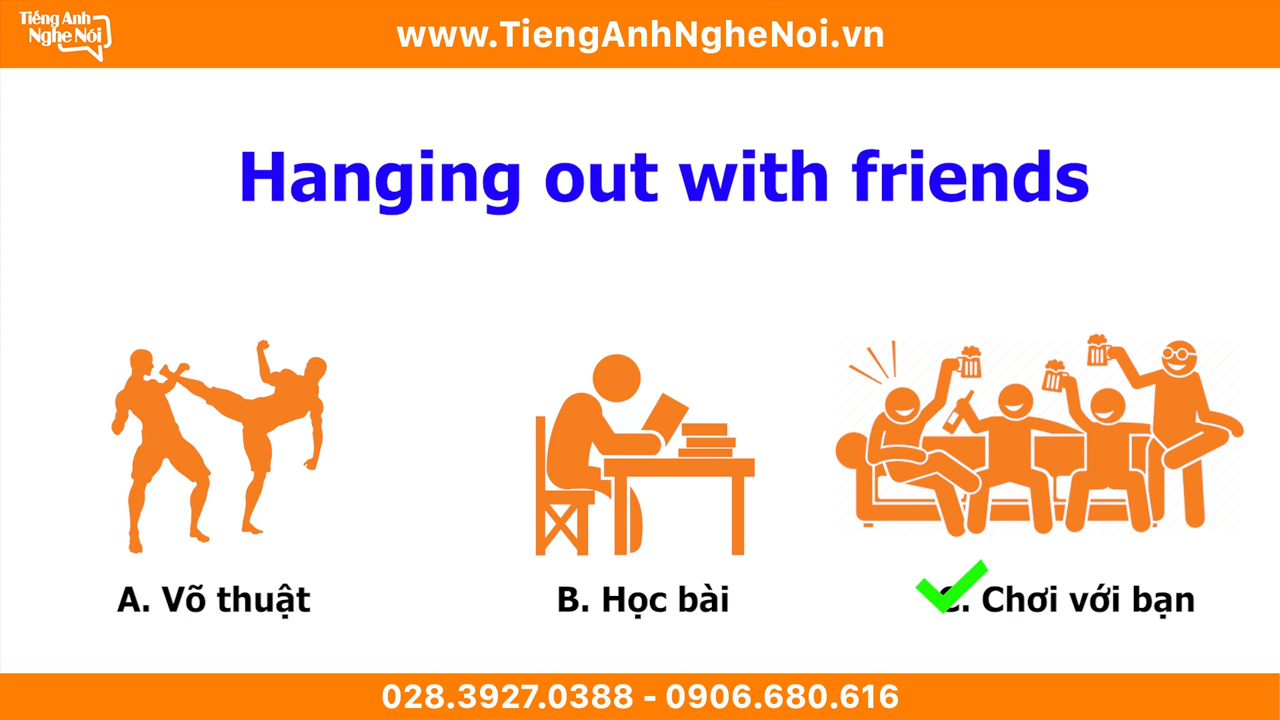 Tiếng Anh
Nghe Nói
www.TiengAnhNgheNoi.vn
Hanging out with friends
A. Võ thuật
B. Học bài
C. Chơi với bạn
028.3927.0388 - 0906.680.616